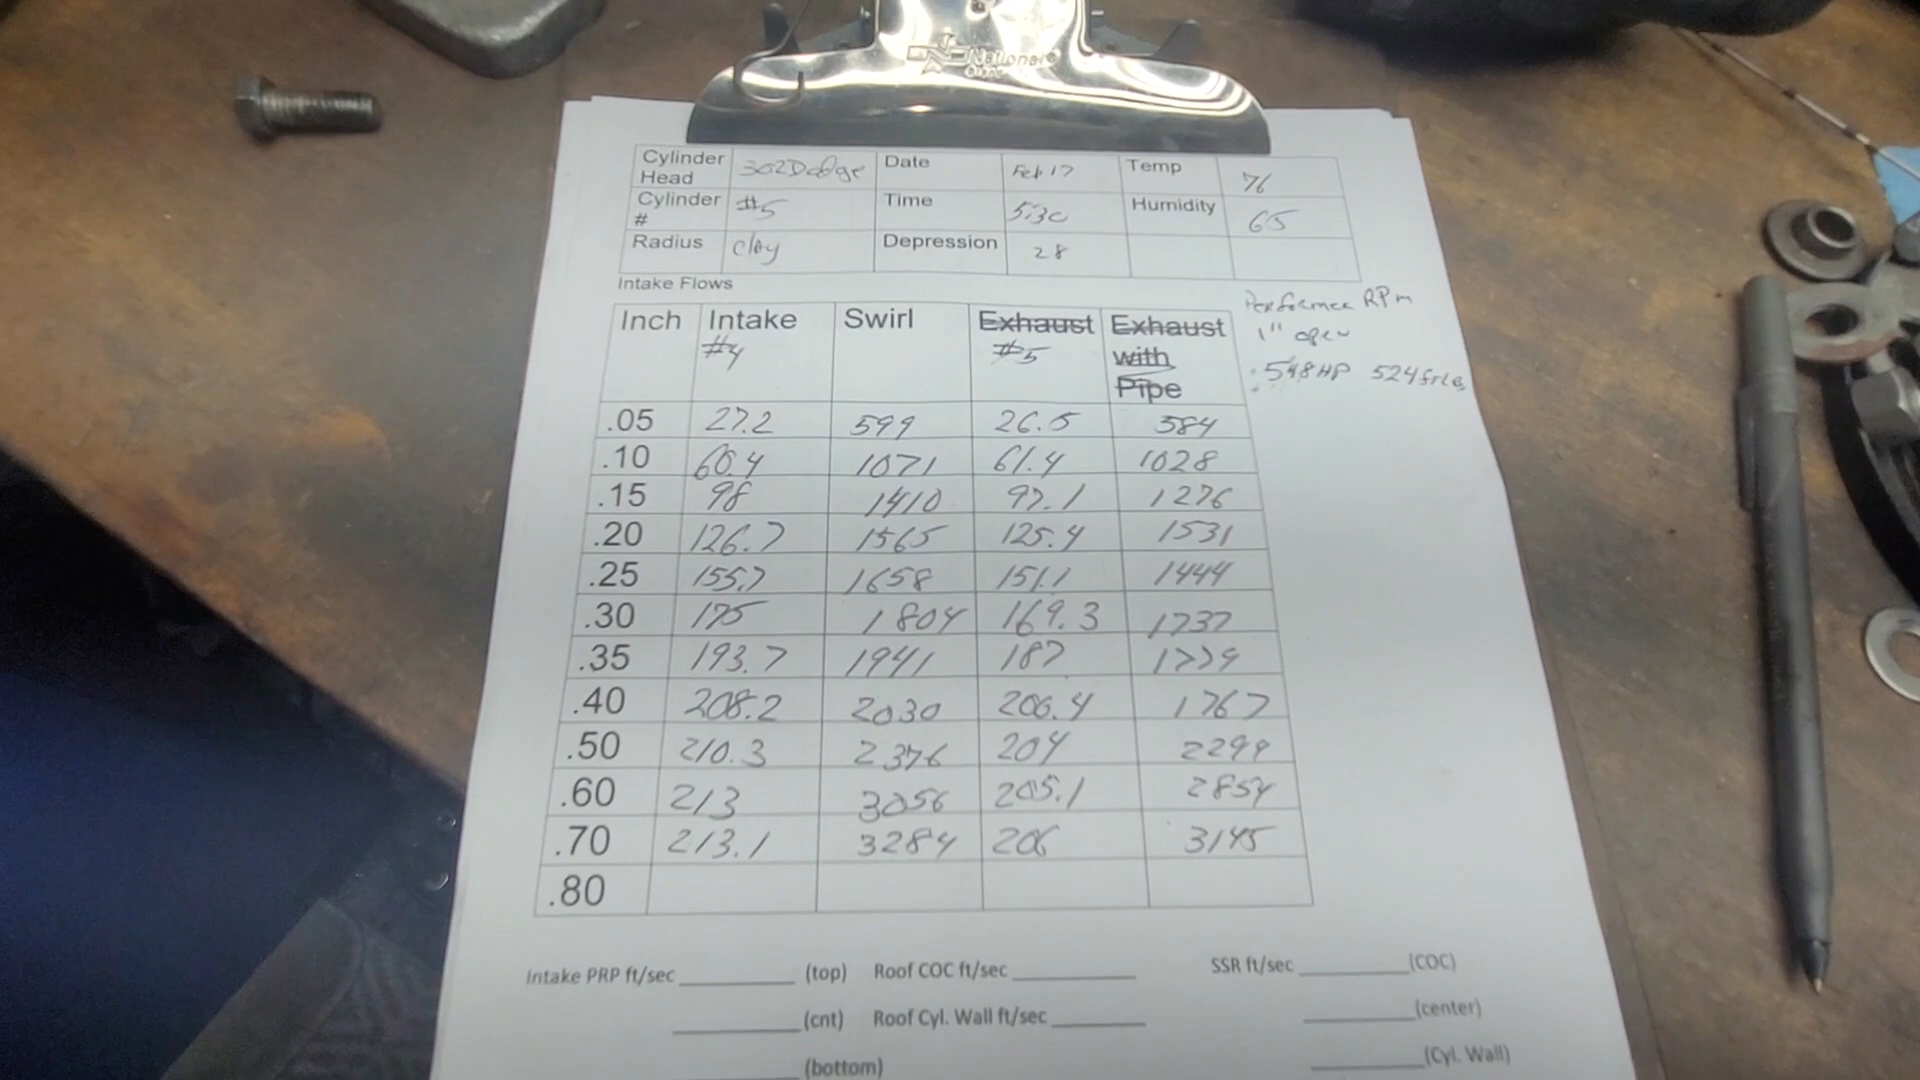 National
Brand
Cylinder Head 302Dodge Date Feb 17 Temp 76
Cylinder # #5 Time 5:30 Humidity 65
Radius clay Depression 28
Intake Flows
Performer RPm
1" open
548HP 524ftlbs
Inch Intake #4 Swirl Exhaust #5 Exhaust with Pipe
.05 27.2 599 26.5 584
.10 60.4 1071 61.4 1028
.15 98 1410 97.1 1276
.20 126.7 1565 125.4 1531
.25 155.7 1658 151.1 1444
.30 175 1804 169.3 1737
.35 193.7 1941 187
.40 208.2 2030 206.4 1767
.50 210.3 2376 204 2299
.60 213 3056 205.1 2854
.70 213.1 3284 206 3145
.80
Intake PRP ft/sec (top) Roof COC ft/sec SSR ft/sec (COC)
(cnt) Roof Cyl. Wall ft/sec (center)
(bottom) (Cyl. Wall)